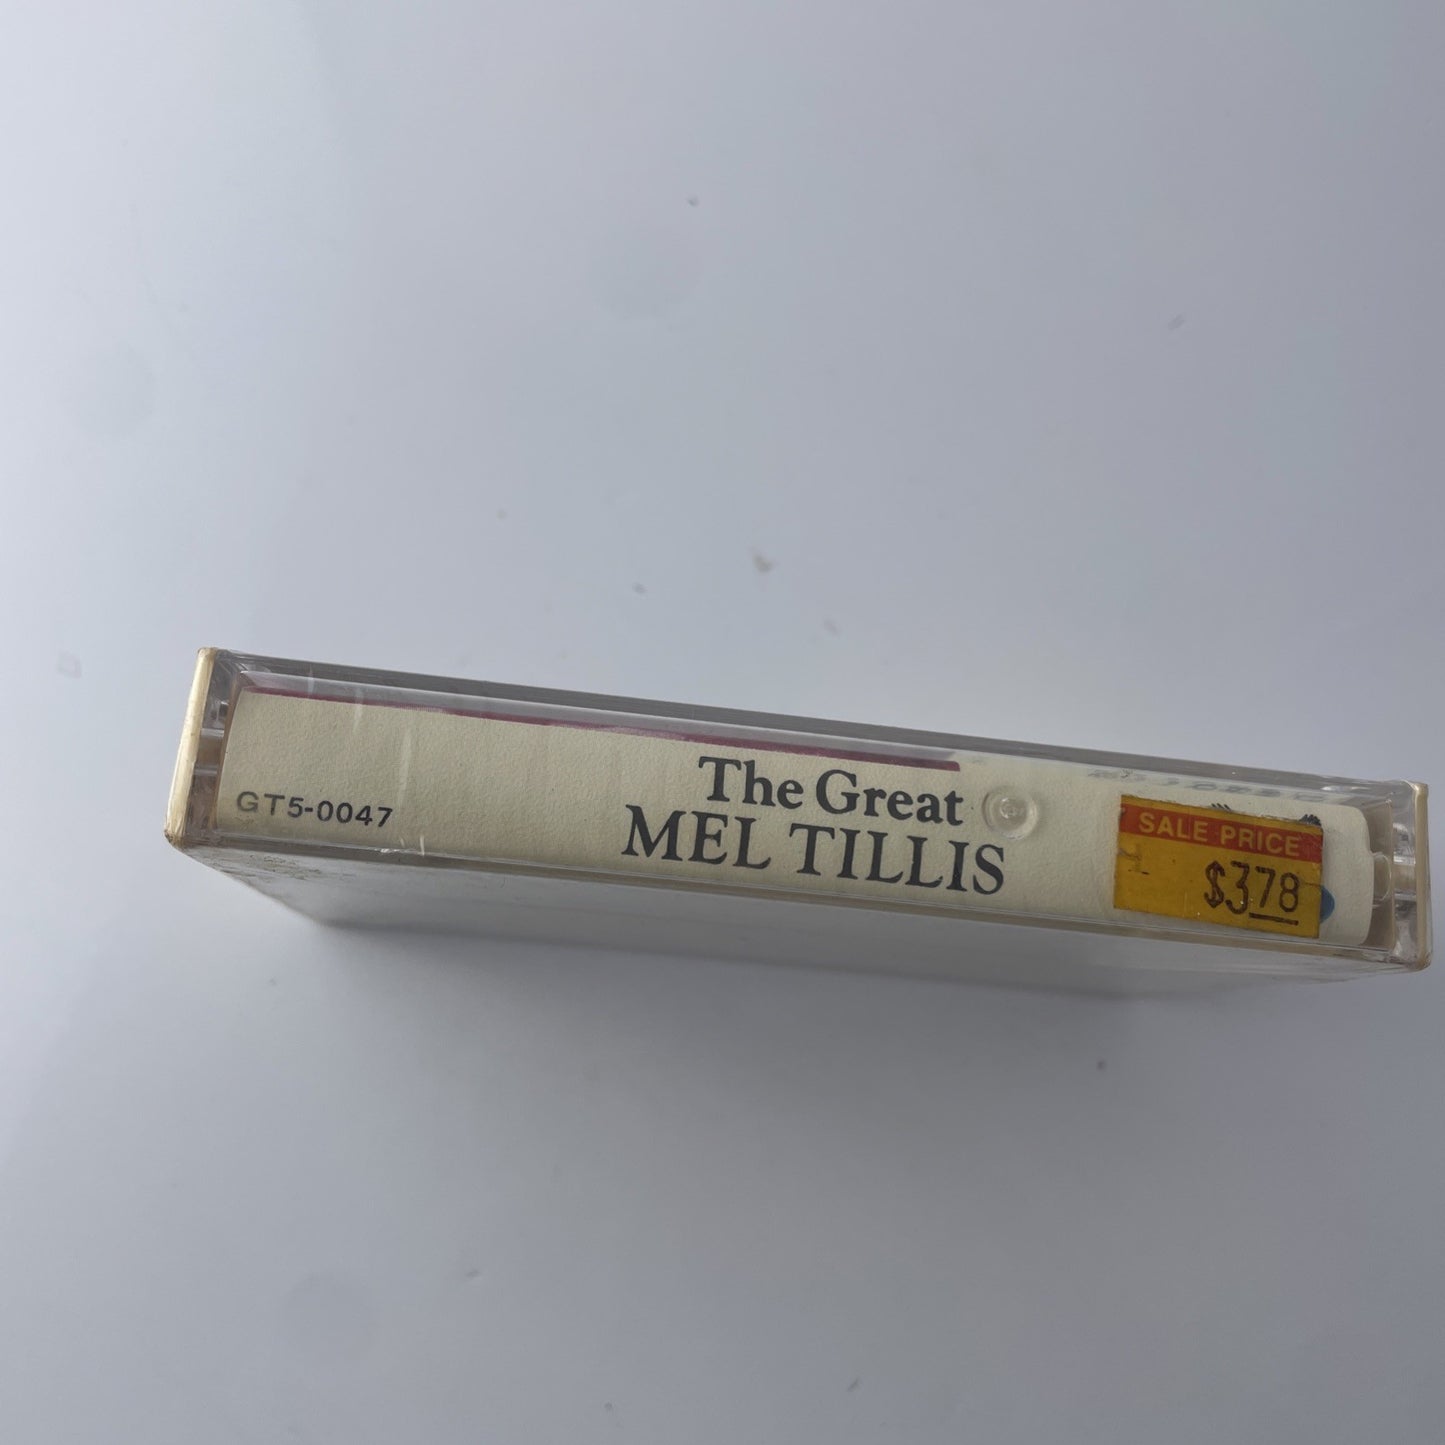 GT5-0047
The Great
MEL TILLIS
SALE PRICE
$378